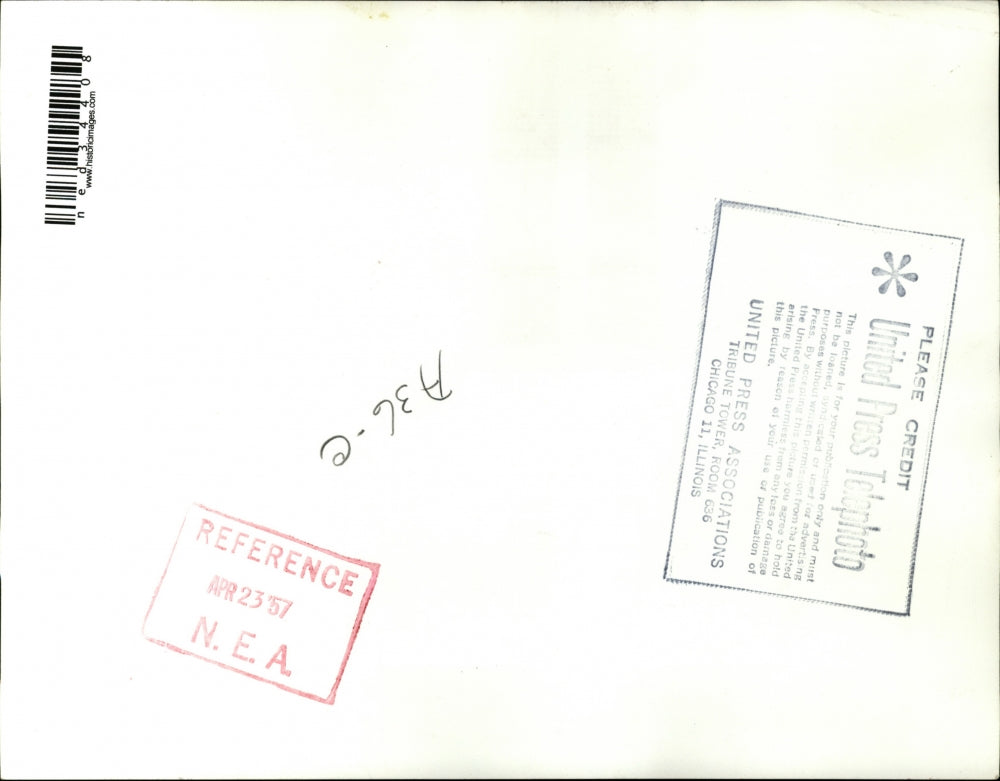 ned34408
www.historicimages.com
PLEASE CREDIT
United Press Telephoto
This picture is for your publication only and must
not be loaned, syndicated or used for advertising
purposes without written permission from the United
Press. By accepting this picture you agree to hold
the United Press harmless from any loss or damage
arising by reason of your use or publication of
this picture.
UNITED PRESS ASSOCIATIONS
TRIBUNE TOWER, ROOM 636
CHICAGO 11, ILLINOIS
A36-C
REFERENCE
APR 23 '57
N. E. A.